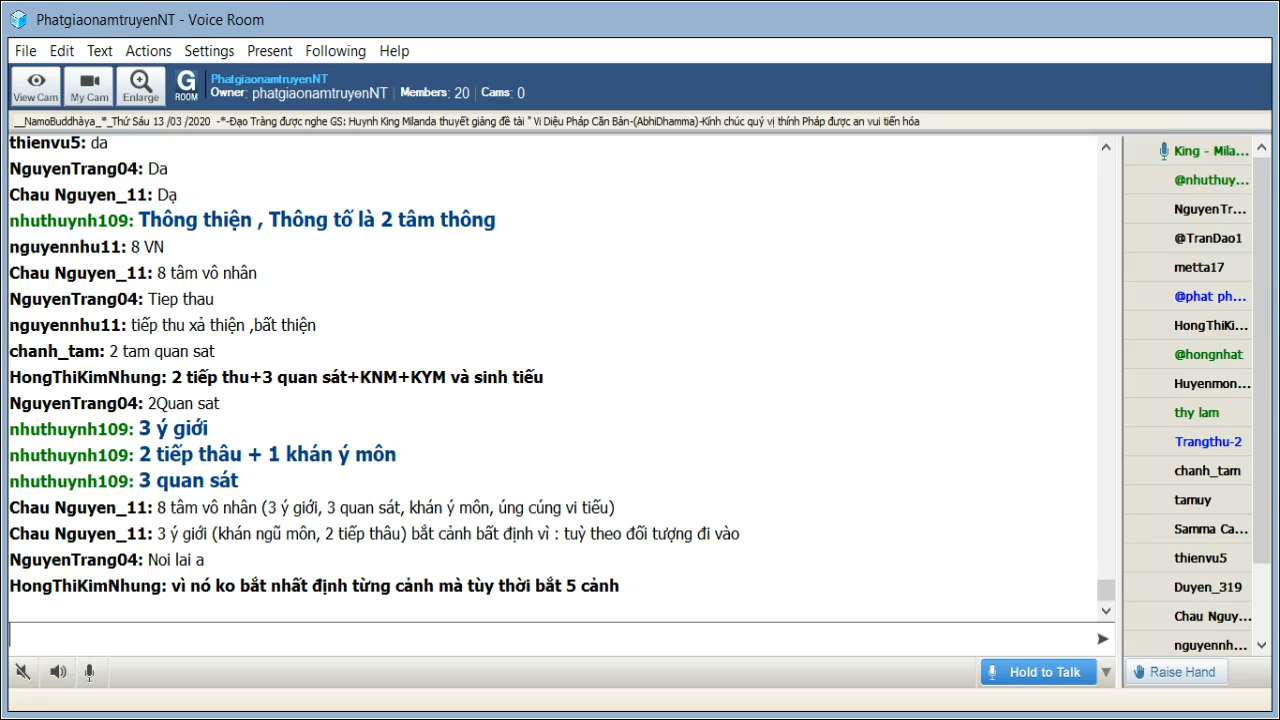 PhatgiaonamtruyenNT - Voice Room
File Edit Text Actions Settings Present Following Help
View Cam My Cam Enlarge G ROOM
PhatgiaonamtruyenNT
Owner: phatgiaonamtruyenNT Members: 20 Cams: 0
__NamoBuddhàya_*_Thứ Sáu 13 /03 /2020 -*-Đạo Tràng được nghe GS: Huynh King Milanda thuyết giảng đề tài " Vi Diệu Pháp Căn Bản-(AbhiDhamma)-Kính chúc quý vị thính Pháp được an vui tiến hóa
thienvu5: da
NguyenTrang04: Da
Chau Nguyen_11: Dạ
nhuthuynh109: Thông thiện , Thông tố là 2 tâm thông
nguyennhu11: 8 VN
Chau Nguyen_11: 8 tâm vô nhân
NguyenTrang04: Tiep thau
nguyennhu11: tiếp thu xả thiện ,bất thiện
chanh_tam: 2 tam quan sat
HongThiKimNhung: 2 tiếp thu+3 quan sát+KNM+KYM và sinh tiếu
NguyenTrang04: 2Quan sat
nhuthuynh109: 3 ý giới
nhuthuynh109: 2 tiếp thâu + 1 khán ý môn
nhuthuynh109: 3 quan sát
Chau Nguyen_11: 8 tâm vô nhân (3 ý giới, 3 quan sát, khán ý môn, úng cúng vi tiếu)
Chau Nguyen_11: 3 ý giới (khán ngũ môn, 2 tiếp thâu) bắt cảnh bất định vì : tuỳ theo đối tượng đi vào
NguyenTrang04: Noi lai a
HongThiKimNhung: vì nó ko bắt nhất định từng cảnh mà tùy thời bắt 5 cảnh
King - Mila...
@nhuthuy...
NguyenTr...
@TranDao1
metta17
@phat ph...
HongThiKi...
@hongnhat
Huyenmon...
thy lam
Trangthu-2
chanh_tam
tamuy
Samma Ca...
thienvu5
Duyen_319
Chau Nguy...
nguyennh...
Hold to Talk
Raise Hand